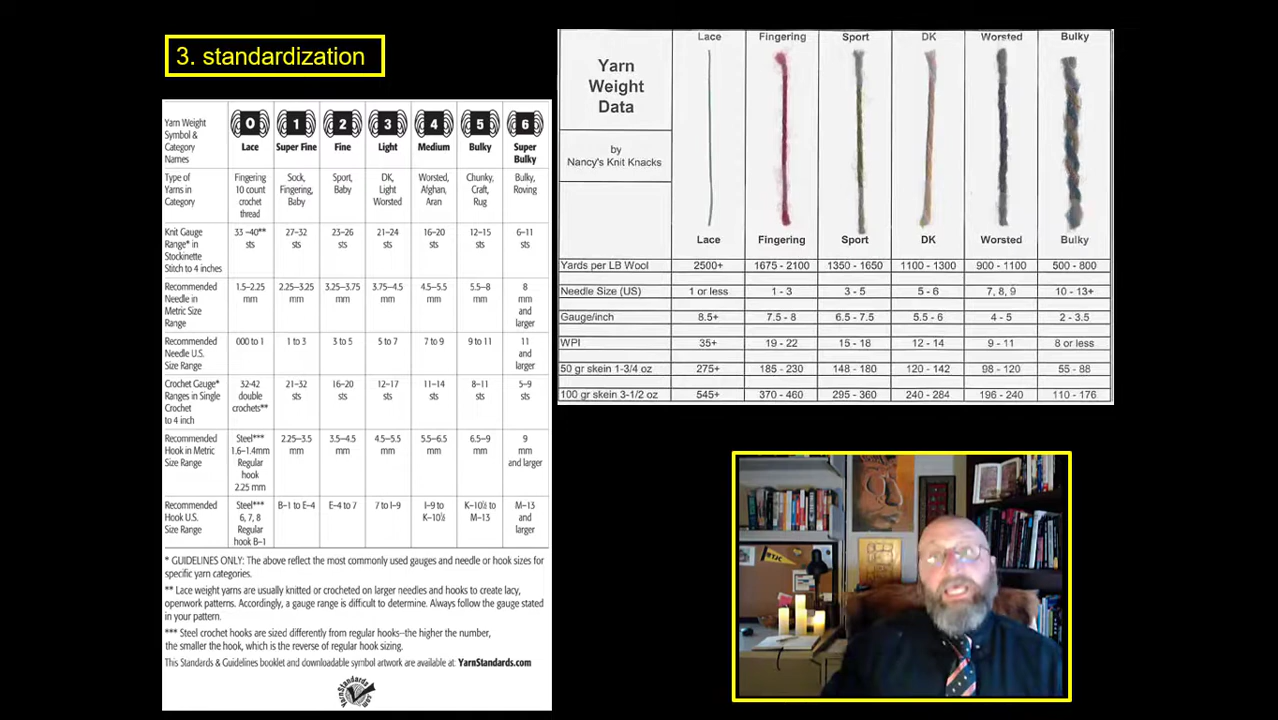 3. standardization
Yarn Weight
Symbol &
Category
Names
0
Lace
1
Super Fine
2
Fine
3
Light
4
Medium
5
Bulky
6
Super
Bulky
Type of
Yarns in
Category
Fingering
10 count
crochet
thread
Sock,
Fingering,
Baby
Sport,
Baby
DK,
Light
Worsted
Worsted,
Afghan,
Aran
Chunky,
Craft,
Rug
Bulky,
Roving
Knit Gauge
Range* in
Stockinette
Stitch to 4 inches
33 –40**
sts
27–32
sts
23–26
sts
21–24
sts
16–20
sts
12–15
sts
6–11
sts
Recommended
Needle in
Metric Size
Range
1.5–2.25
mm
2.25–3.25
mm
3.25–3.75
mm
3.75–4.5
mm
4.5–5.5
mm
5.5–8
mm
8
mm
and
larger
Recommended
Needle U.S.
Size Range
000 to 1
1 to 3
3 to 5
5 to 7
7 to 9
9 to 11
11
and
larger
Crochet Gauge*
Ranges in Single
Crochet
to 4 inch
32-42
double
crochets**
21–32
sts
16–20
sts
12–17
sts
11–14
sts
8–11
sts
5–9
sts
Recommended
Hook in Metric
Size Range
Steel***
1.6–1.4mm
Regular
hook
2.25 mm
2.25–3.5
mm
3.5–4.5
mm
4.5–5.5
mm
5.5–6.5
mm
6.5–9
mm
9
mm
and larger
Recommended
Hook U.S.
Size Range
Steel***
6, 7, 8
Regular
hook B–1
B–1 to E–4
E–4 to 7
7 to I–9
I–9 to
K–10½
K–10½ to
M–13
M–13
and
larger
* GUIDELINES ONLY: The above reflect the most commonly used gauges and needle or hook sizes for
specific yarn categories.
** Lace weight yarns are usually knitted or crocheted on larger needles and hooks to create lacy,
openwork patterns. Accordingly, a gauge range is difficult to determine. Always follow the gauge stated
in your pattern.
*** Steel crochet hooks are sized differently from regular hooks–the higher the number,
the smaller the hook, which is the reverse of regular hook sizing.
This Standards & Guidelines booklet and downloadable symbol artwork are available at: YarnStandards.com
YarnStandards.com
Yarn
Weight
Data
by
Nancy's Knit Knacks
Lace Fingering Sport DK Worsted Bulky
Lace Fingering Sport DK Worsted Bulky
Yards per LB Wool 2500+ 1675 - 2100 1350 - 1650 1100 - 1300 900 - 1100 500 - 800
Needle Size (US) 1 or less 1 - 3 3 - 5 5 - 6 7, 8, 9 10 - 13+
Gauge/inch 8.5+ 7.5 - 8 6.5 - 7.5 5.5 - 6 4 - 5 2 - 3.5
WPI 35+ 19 - 22 15 - 18 12 - 14 9 - 11 8 or less
50 gr skein 1-3/4 oz 275+ 185 - 230 148 - 180 120 - 142 98 - 120 55 - 88
100 gr skein 3-1/2 oz 545+ 370 - 460 295 - 360 240 - 284 196 - 240 110 - 176